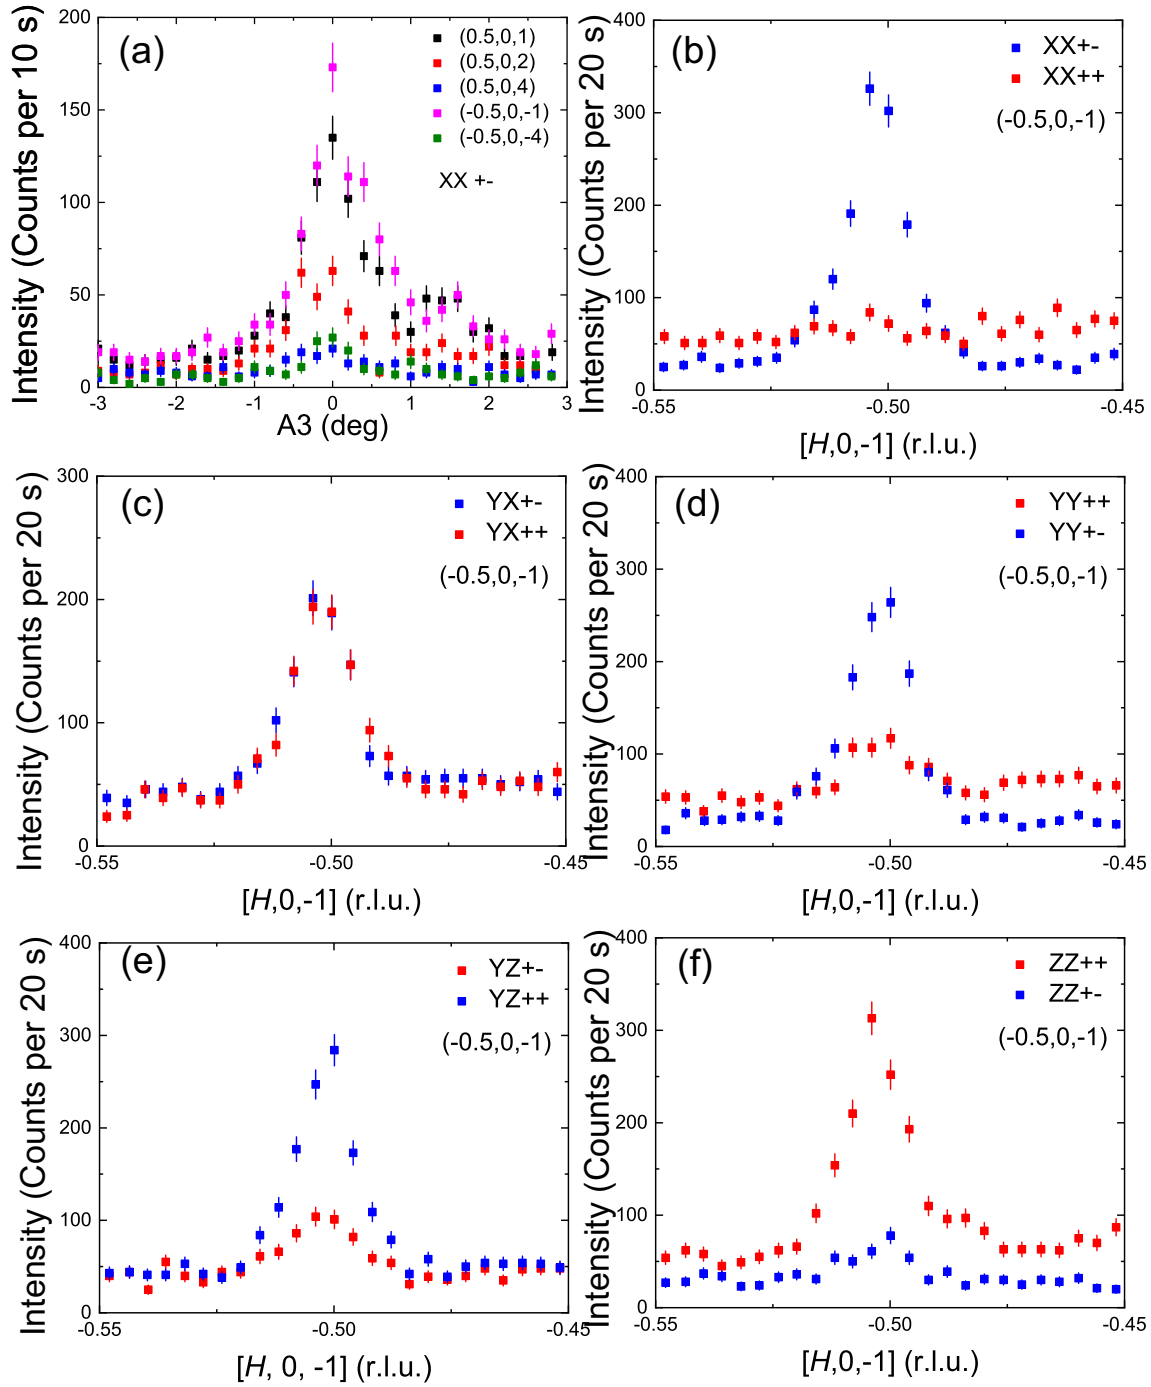 (a)
Intensity (Counts per 10 s)
200
150
100
50
0
(0.5,0,1)
(0.5,0,2)
(0.5,0,4)
(-0.5,0,-1)
(-0.5,0,-4)
XX +-
-3 -2 -1 0 1 2 3
A3 (deg)
(b)
Intensity (Counts per 20 s)
400
300
200
100
0
XX+-
XX++
(-0.5,0,-1)
-0.55 -0.50 -0.45
[H,0,-1] (r.l.u.)
(c)
Intensity (Counts per 20 s)
300
200
100
0
YX+-
YX++
(-0.5,0,-1)
-0.55 -0.50 -0.45
[H,0,-1] (r.l.u.)
(d)
Intensity (Counts per 20 s)
400
300
200
100
0
YY++
YY+-
(-0.5,0,-1)
-0.55 -0.50 -0.45
[H,0,-1] (r.l.u.)
(e)
Intensity (Counts per 20 s)
400
300
200
100
0
YZ+-
YZ++
(-0.5,0,-1)
-0.55 -0.50 -0.45
[H, 0, -1] (r.l.u.)
(f)
Intensity (Counts per 20 s)
400
300
200
100
0
ZZ++
ZZ+-
(-0.5,0,-1)
-0.55 -0.50 -0.45
[H,0,-1] (r.l.u.)